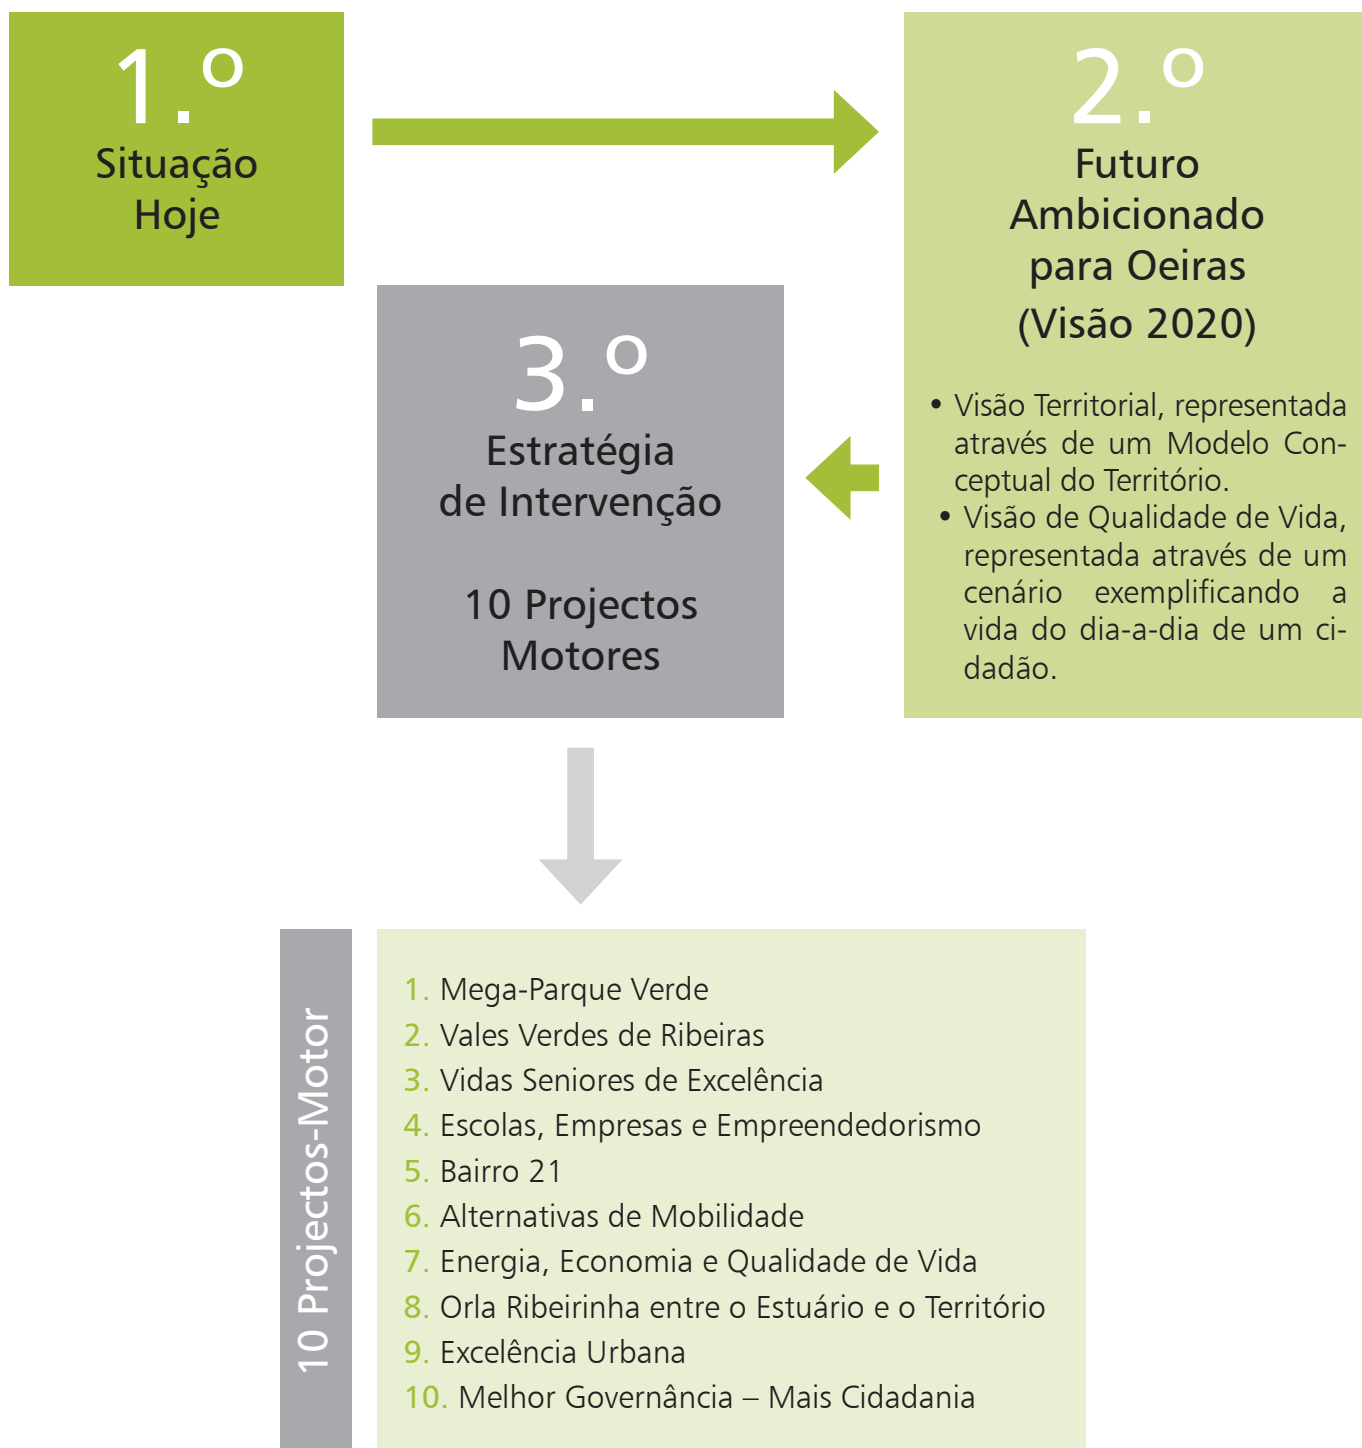 1.º
Situação
Hoje
2.º
Futuro
Ambicionado
para Oeiras
(Visão 2020)
• Visão Territorial, representada
através de um Modelo Con-
ceptual do Território.
• Visão de Qualidade de Vida,
representada através de um
cenário exemplificando a
vida do dia-a-dia de um ci-
dadão.
3.º
Estratégia
de Intervenção
10 Projectos
Motores
10 Projectos-Motor
1. Mega-Parque Verde
2. Vales Verdes de Ribeiras
3. Vidas Seniores de Excelência
4. Escolas, Empresas e Empreendedorismo
5. Bairro 21
6. Alternativas de Mobilidade
7. Energia, Economia e Qualidade de Vida
8. Orla Ribeirinha entre o Estuário e o Território
9. Excelência Urbana
10. Melhor Governância – Mais Cidadania